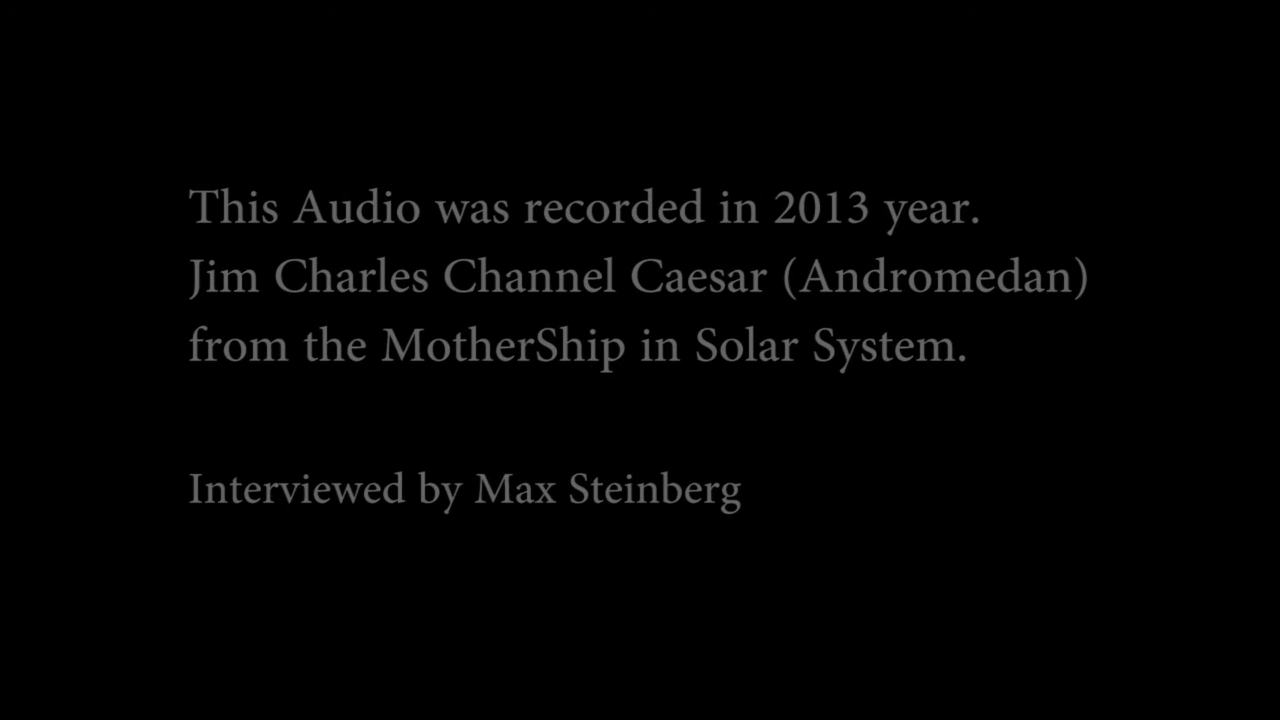 This Audio was recorded in 2013 year.
Jim Charles Channel Caesar (Andromedan)
from the MotherShip in Solar System.
Interviewed by Max Steinberg